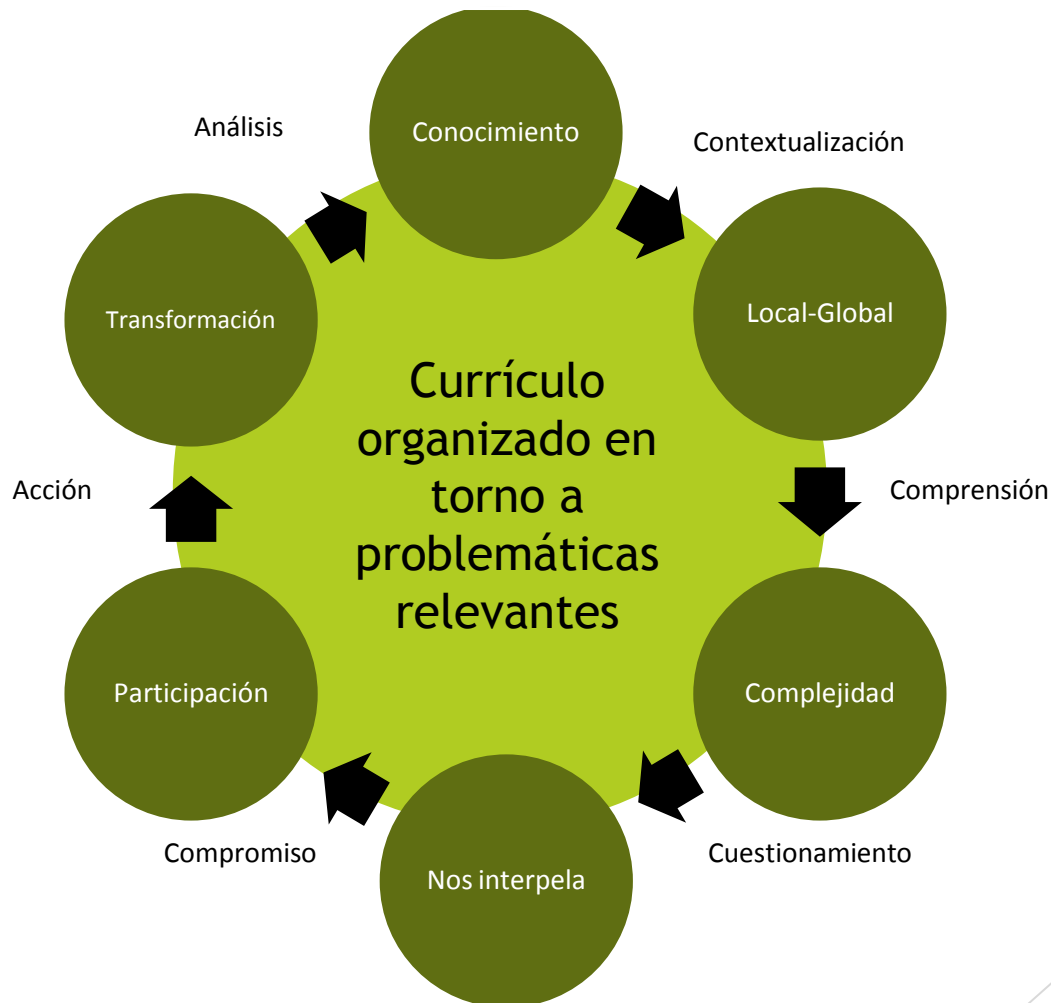 Análisis
Conocimiento
Contextualización
Transformación
Local-Global
Currículo
organizado en
torno a
problemáticas
relevantes
Acción
Comprensión
Participación
Complejidad
Compromiso
Nos interpela
Cuestionamiento